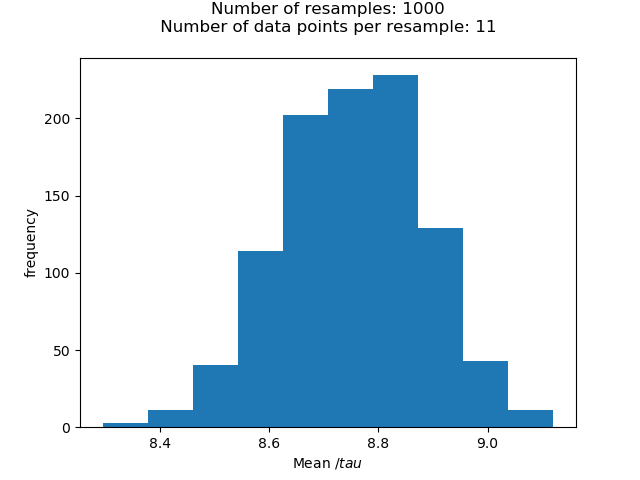 Number of resamples: 1000
Number of data points per resample: 11
200
150
100
50
0
frequency
8.4 8.6 8.8 9.0
Mean /tau